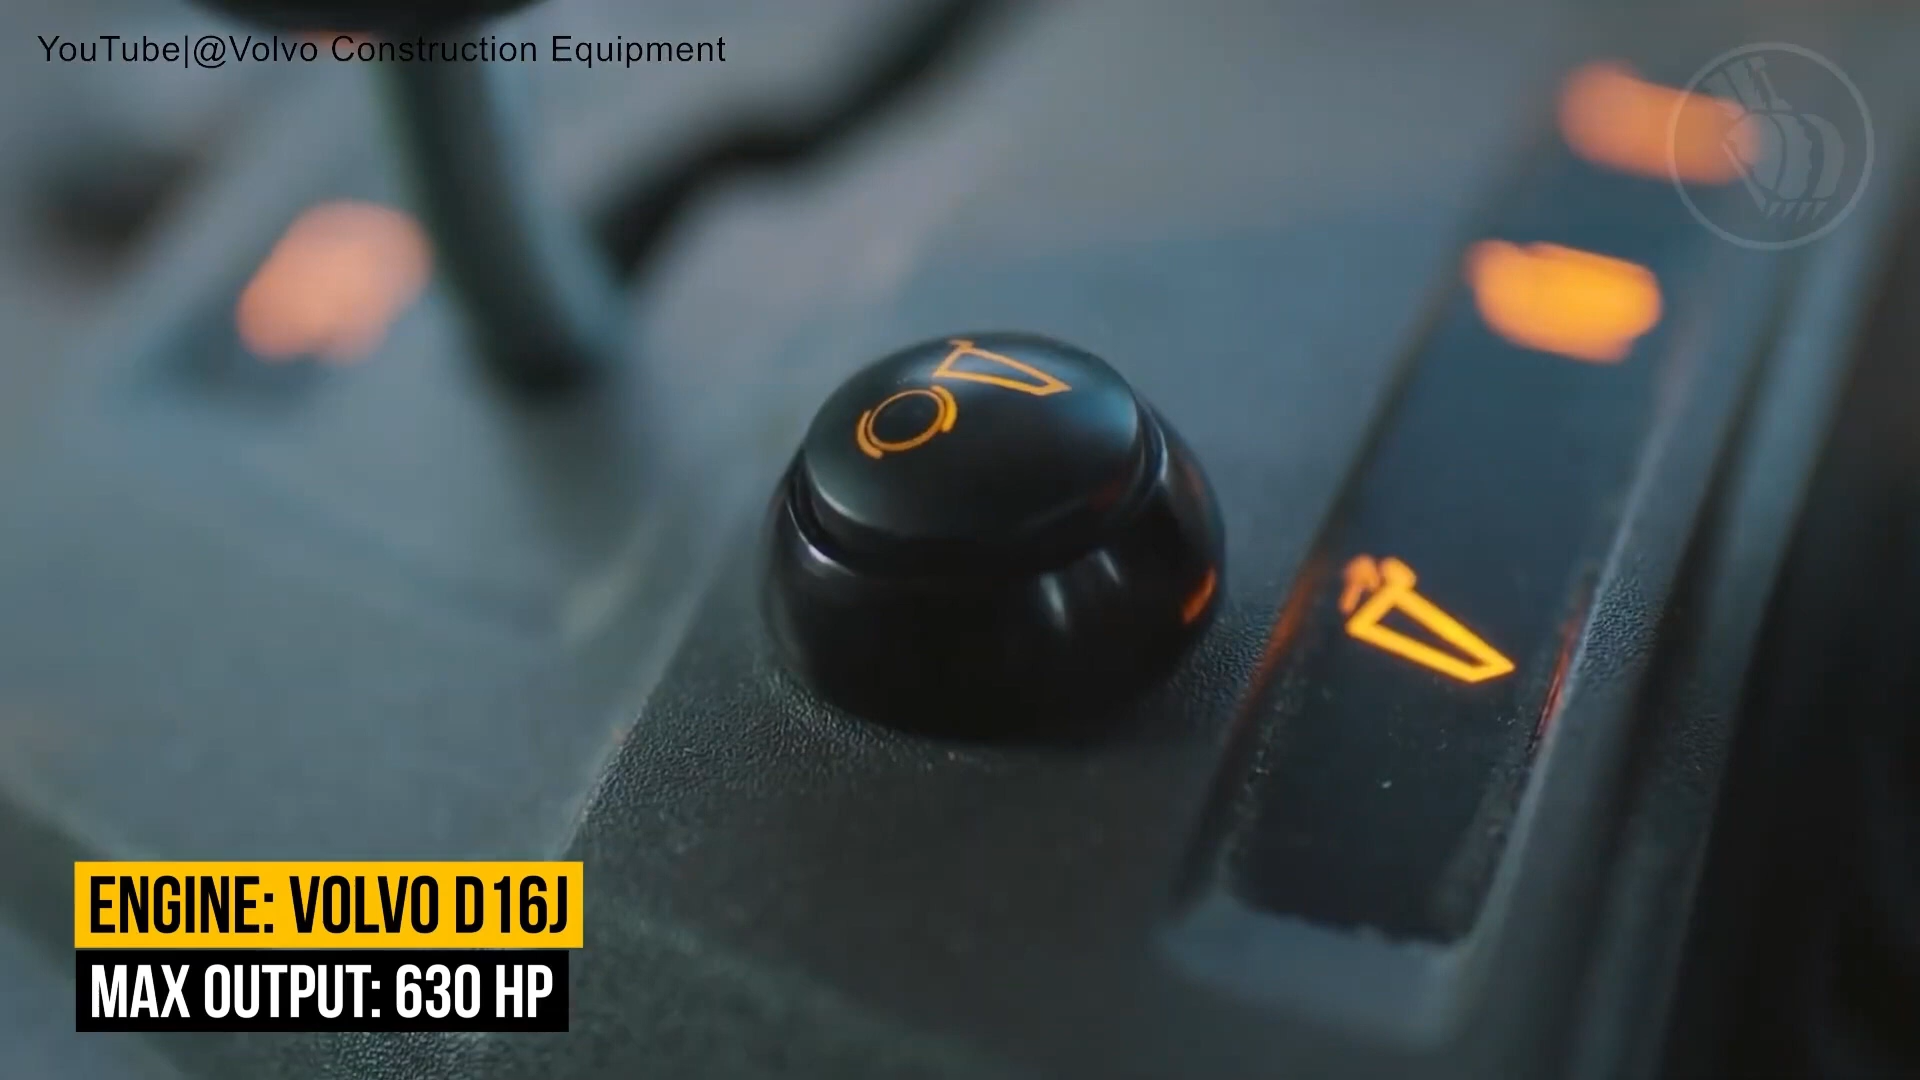 YouTube|@Volvo Construction Equipment
ENGINE: VOLVO D16J
MAX OUTPUT: 630 HP